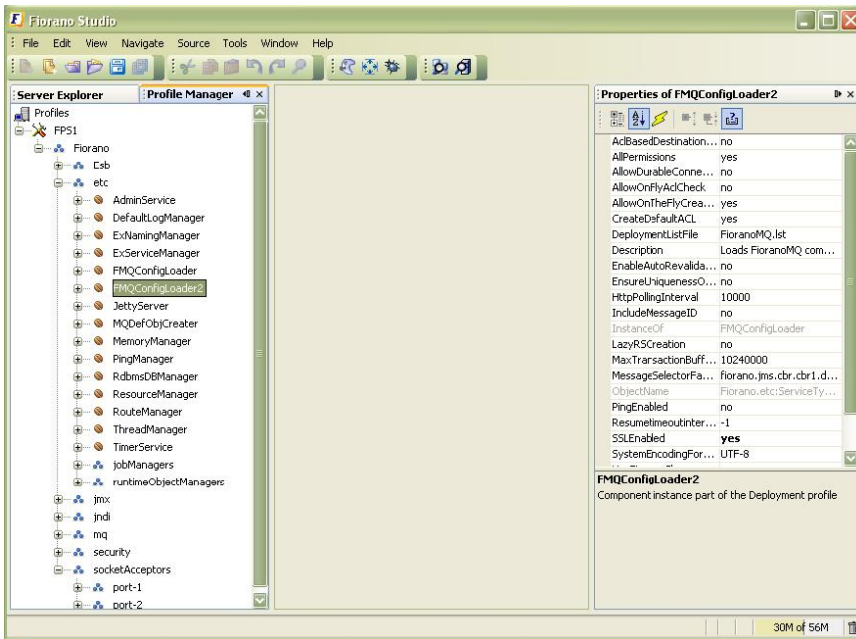 Fiorano Studio
File Edit View Navigate Source Tools Window Help
Server Explorer
Profile Manager
Profiles
FPS1
Fiorano
Esb
etc
AdminService
DefaultLogManager
ExNamingManager
ExServiceManager
FMQConfigLoader
FMQConfigLoader2
JettyServer
MQDefObjCreater
MemoryManager
PingManager
RdbmsDBManager
ResourceManager
RouteManager
ThreadManager
TimerService
jobManagers
runtimeObjectManagers
jmx
jndi
mq
security
socketAcceptors
port-1
port-2
Properties of FMQConfigLoader2
AclBasedDestination... no
AllPermissions yes
AllowDurableConne... no
AllowOnFlyAclCheck no
AllowOnTheFlyCrea... yes
CreateDefaultACL yes
DeploymentListFile FioranoMQ.lst
Description Loads FioranoMQ com...
EnableAutoRevalida... no
EnsureUniquenessO... no
HttpPollingInterval 10000
IncludeMessageID no
InstanceOf FMQConfigLoader
LazyRSCreation no
MaxTransactionBuff... 10240000
MessageSelectorFa... fiorano.jms.cbr.cbr1.d...
ObjectName Fiorano.etc:ServiceTy...
PingEnabled no
Resumetimeoutinter... -1
SSLEnabled yes
SystemEncodingFor... UTF-8
FMQConfigLoader2
Component instance part of the Deployment profile
30M of 56M